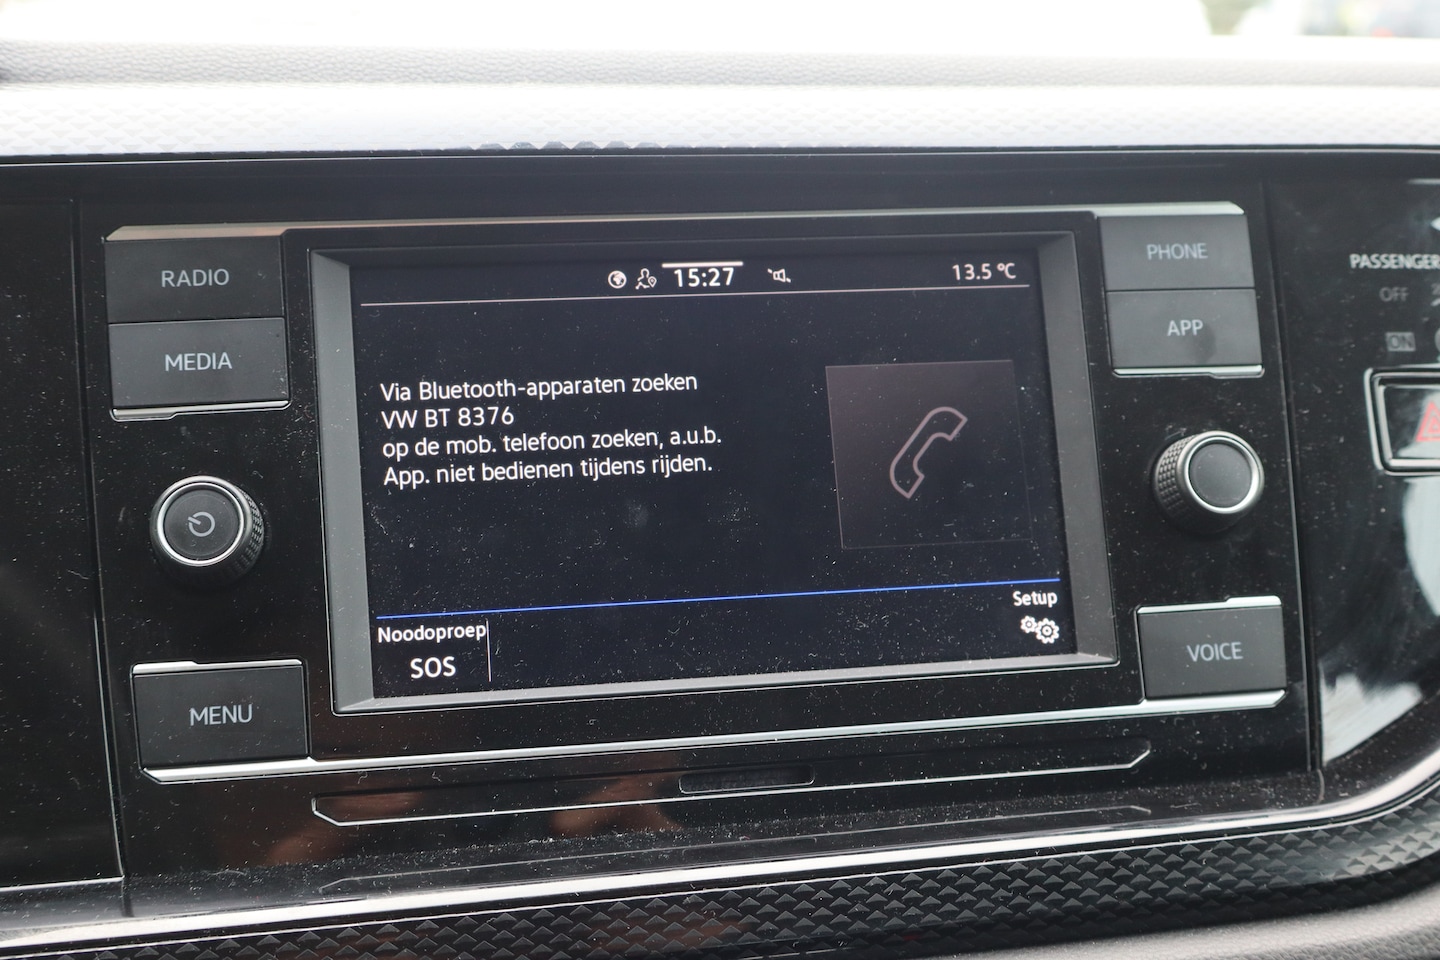 PASSENGER
OFF
ON
RADIO
MEDIA
MENU
15:27
13.5 °C
Via Bluetooth-apparaten zoeken
VW BT 8376
op de mob. telefoon zoeken, a.u.b.
App. niet bedienen tijdens rijden.
Setup
Noodoproep
SOS
PHONE
APP
VOICE